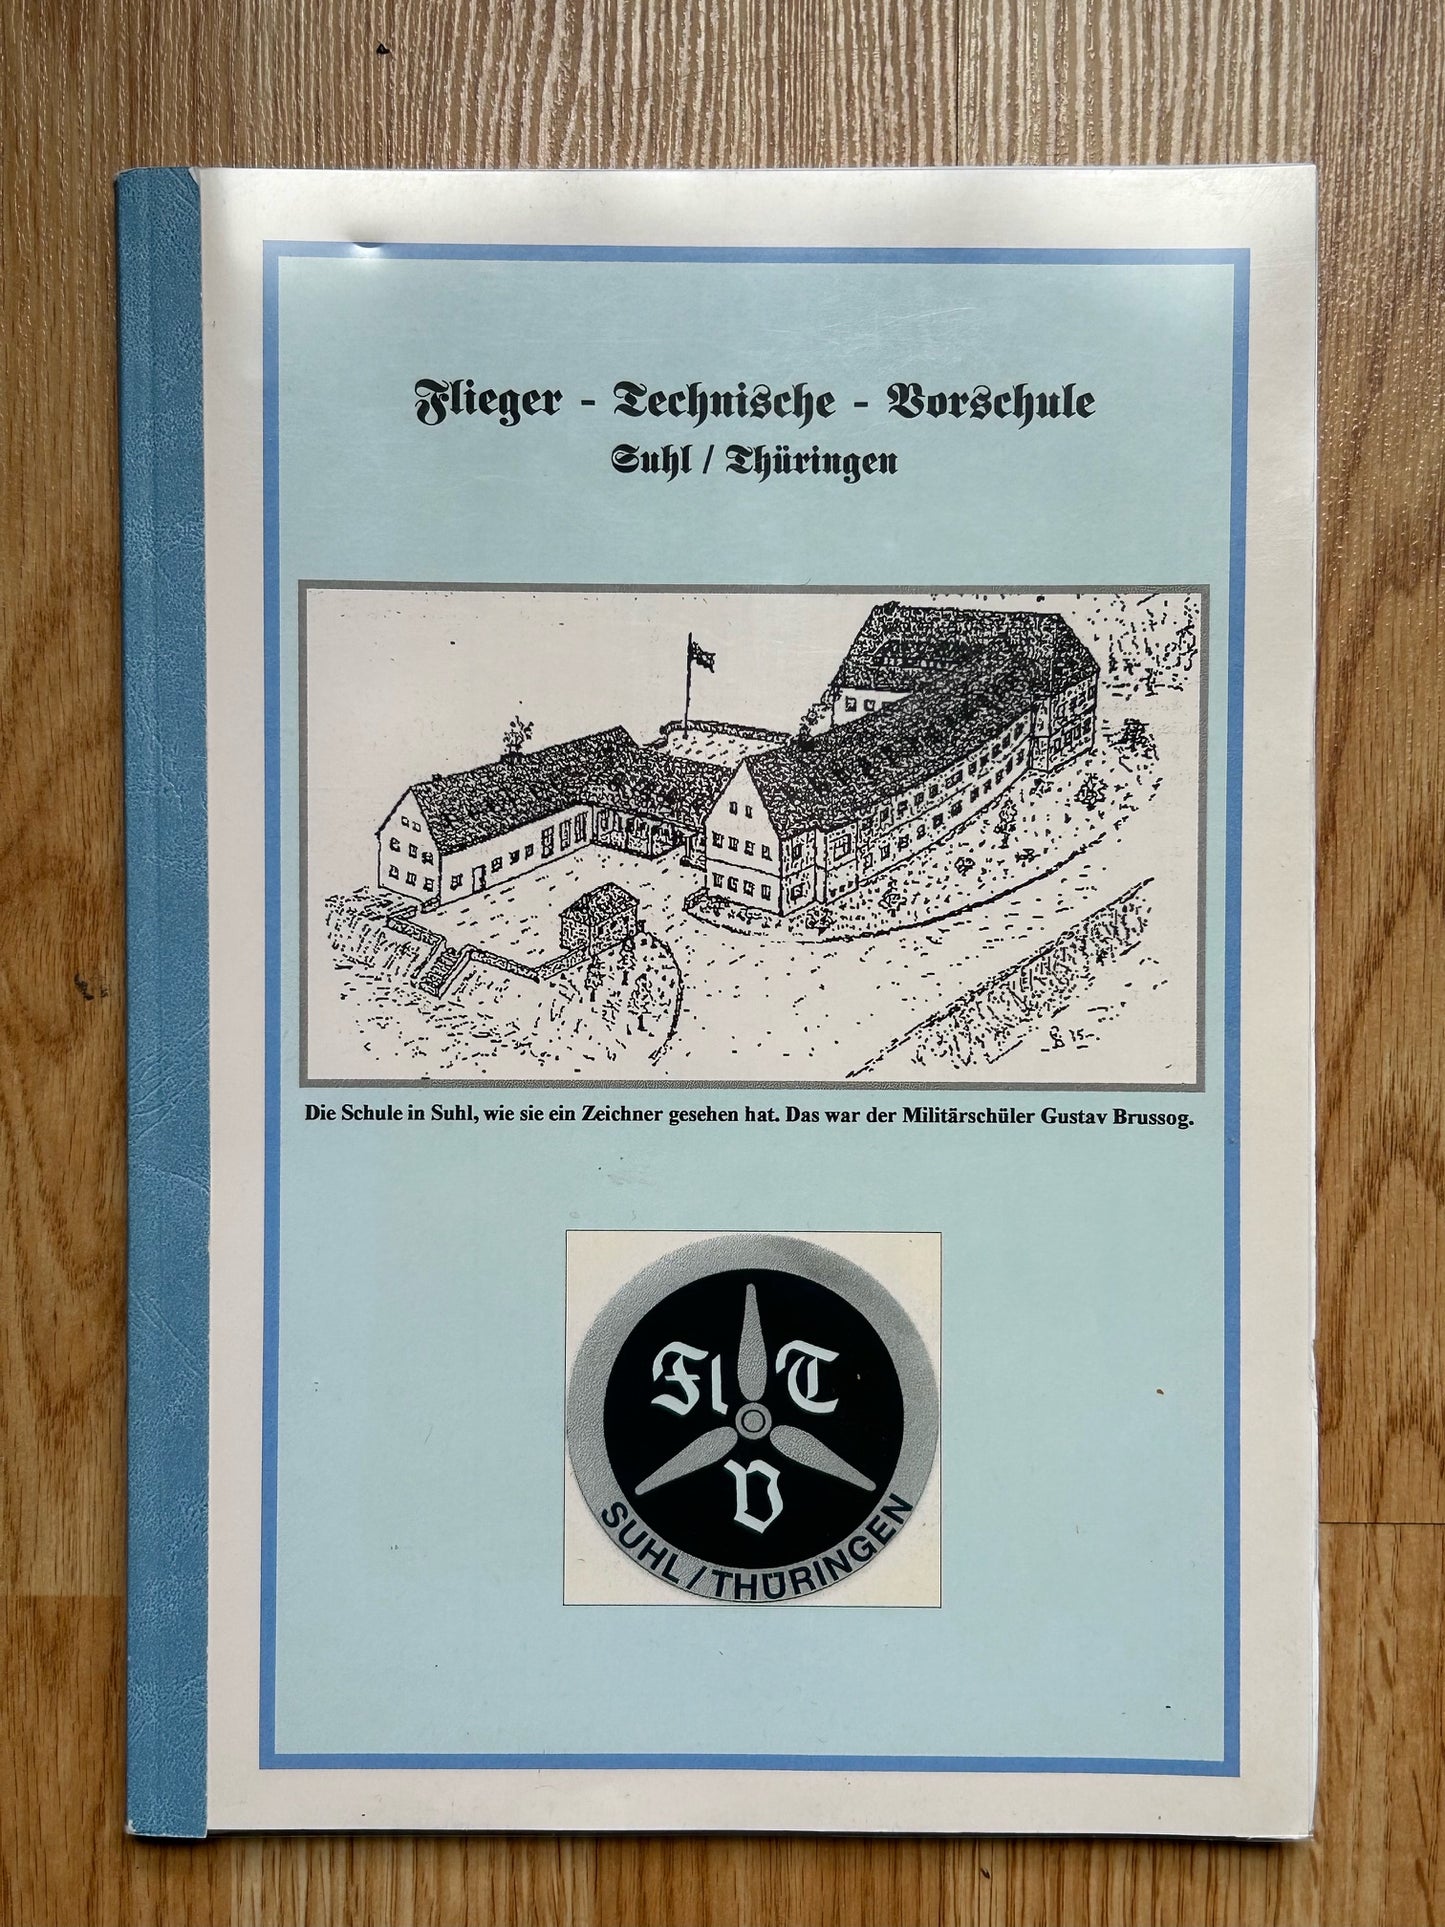 Flieger - Technische - Vorschule
Suhl / Thüringen
Die Schule in Suhl, wie sie ein Zeichner gesehen hat. Das war der Militärschüler Gustav Brussog.
Fl T
V
SUHL / THÜRINGEN